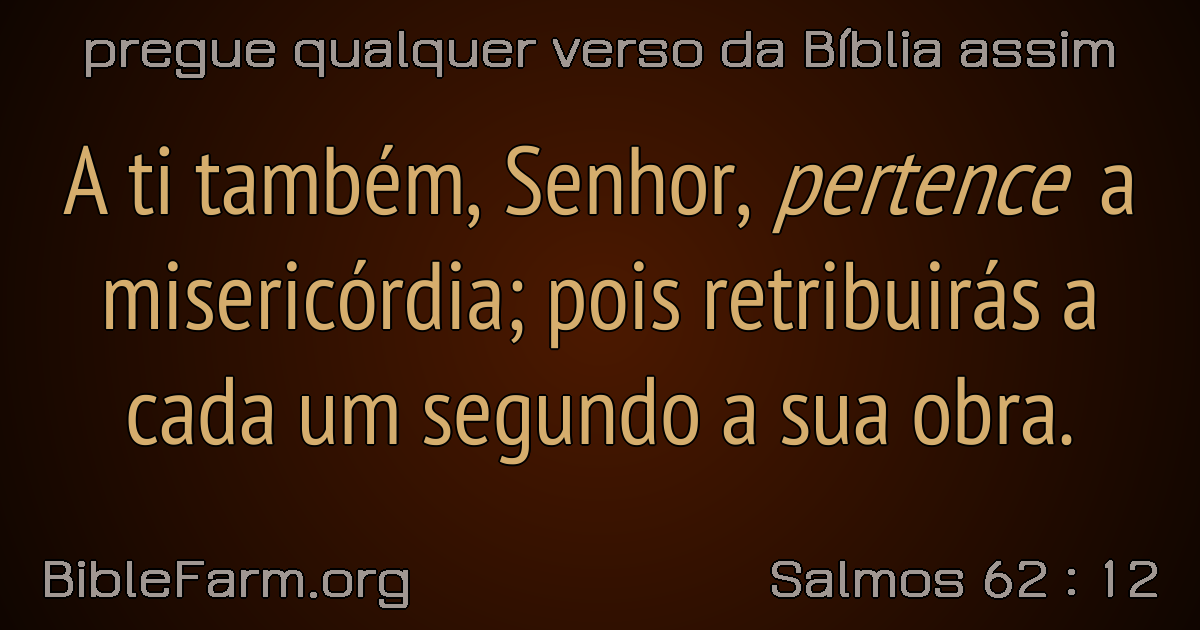 pregue qualquer verso da Bíblia assim
A ti também, Senhor, pertence a
misericórdia; pois retribuirás a
cada um segundo a sua obra.
BibleFarm.org
Salmos 62 : 12